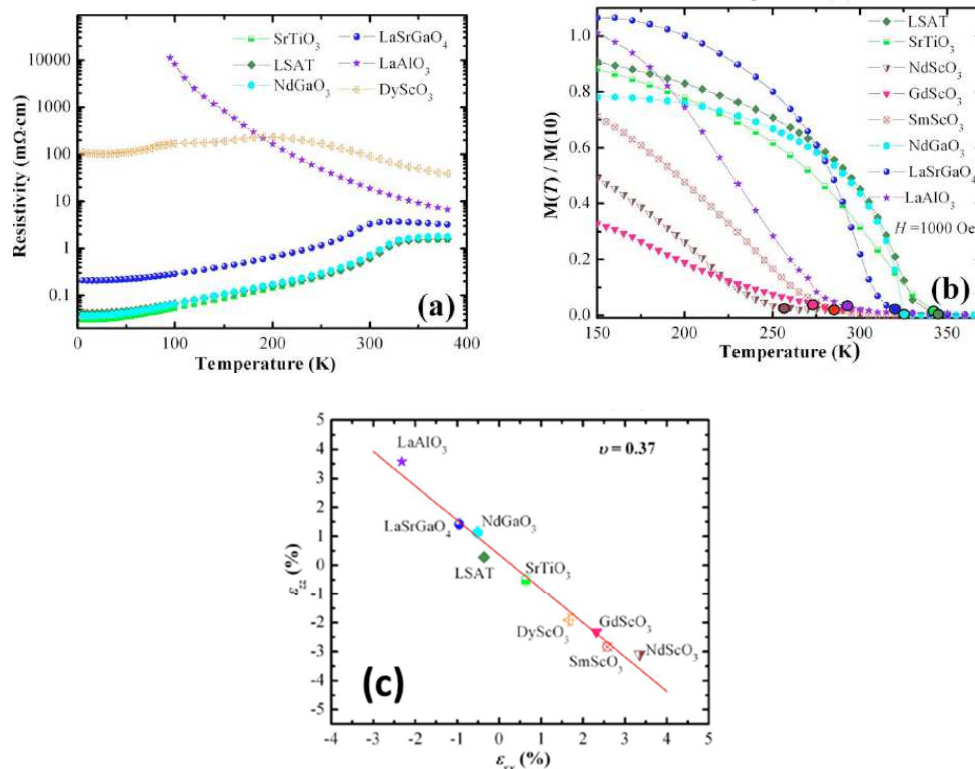 Resistivity (mΩ·cm)
10000
1000
100
10
1
0.1
SrTiO3
LSAT
NdGaO3
LaSrGaO4
LaAlO3
DyScO3
(a)
0 100 200 300 400
Temperature (K)
M(T) / M(10)
1.0
0.8
0.6
0.4
0.2
0.0
LSAT
SrTiO3
NdScO3
GdScO3
SmScO3
NdGaO3
LaSrGaO4
LaAlO3
H =1000 Oe
(b)
150 200 250 300 350
Temperature (K)
5
4
3
2
1
0
-1
-2
-3
-4
-5
εzz (%)
υ = 0.37
LaAlO3
LaSrGaO4
NdGaO3
LSAT
SrTiO3
DyScO3
GdScO3
SmScO3
NdScO3
(c)
-4 -3 -2 -1 0 1 2 3 4 5
(%)